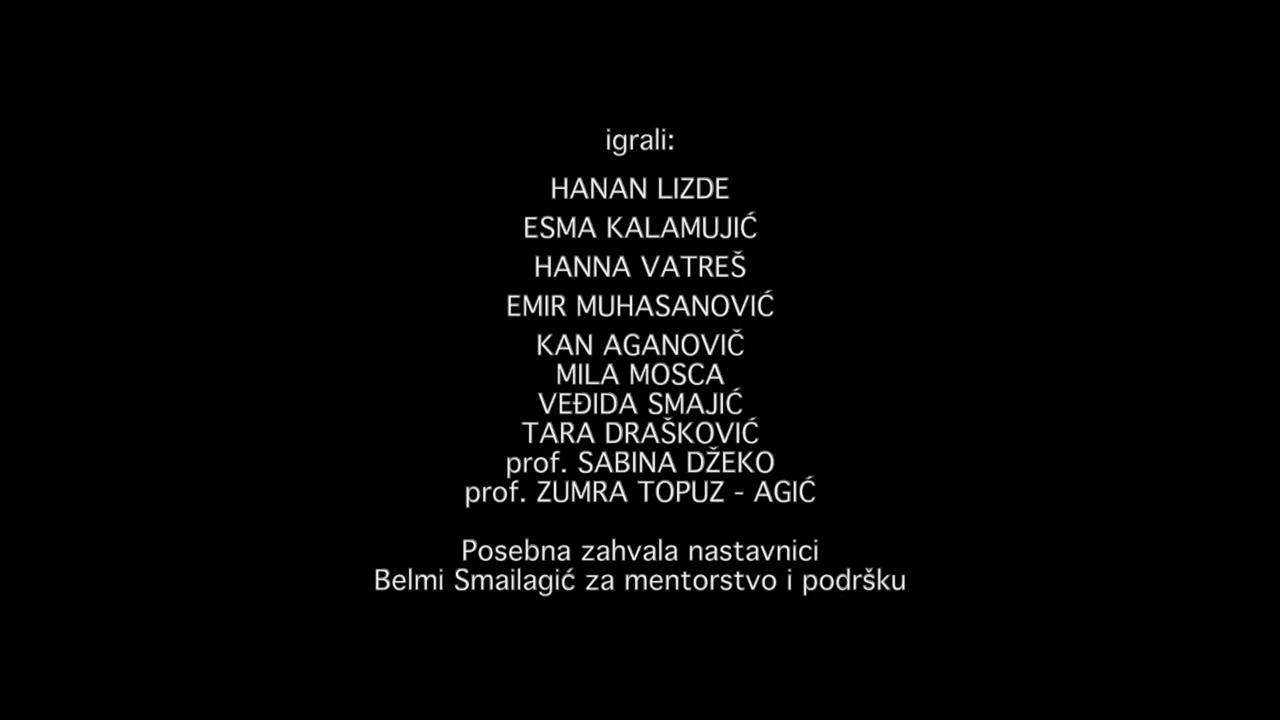 igrali:
HANAN LIZDE
ESMA KALAMUJIĆ
HANNA VATREŠ
EMIR MUHASANOVIĆ
KAN AGANOVIČ
MILA MOSCA
VEĐIDA SMAJIĆ
TARA DRAŠKOVIĆ
prof. SABINA DŽEKO
prof. ZUMRA TOPUZ - AGIĆ
Posebna zahvala nastavnici
Belmi Smailagić za mentorstvo i podršku